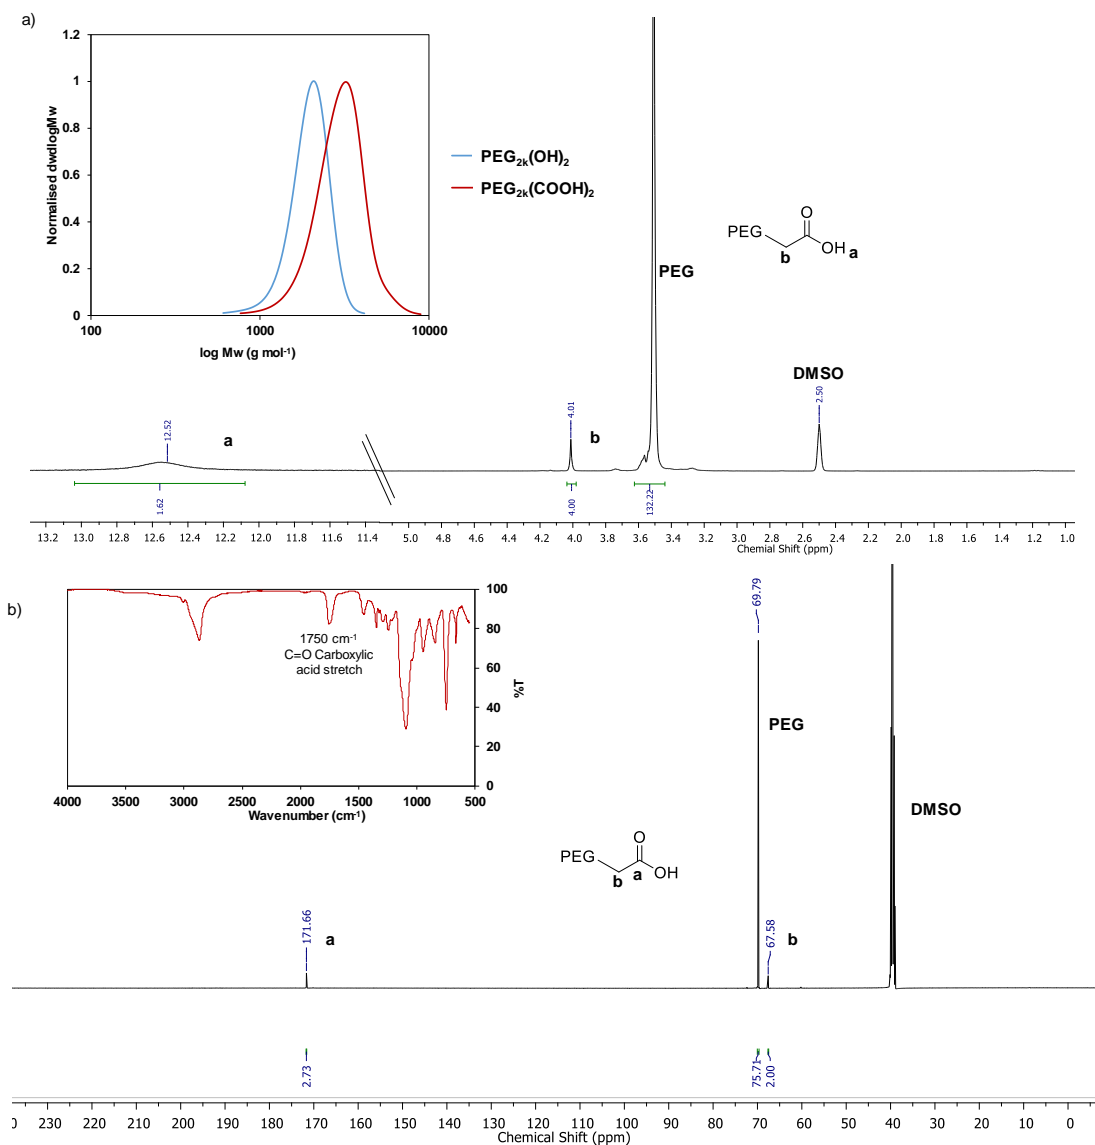 a)
1.2
1
0.8
0.6
0.4
0.2
0
Normalised dwdlogMw
100
1000
10000
log Mw (g mol-1)
PEG2k(OH)2
PEG2k(COOH)2
O
PEG
OH a
b
PEG
DMSO
12.52
4.01
2.50
a
b
1.62
4.00
132.22
13.2 13.0 12.8 12.6 12.4 12.2 12.0 11.8 11.6 11.4 5.0 4.8 4.6 4.4 4.2 4.0 3.8 3.6 3.4 3.2 3.0 2.8 2.6 2.4 2.2 2.0 1.8 1.6 1.4 1.2 1.0
Chemial Shift (ppm)
b)
100
80
60
40
20
0
%T
1750 cm-1
C=O Carboxylic
acid stretch
4000 3500 3000 2500 2000 1500 1000 500
Wavenumber (cm-1)
69.79
PEG
DMSO
O
PEG
b
a
OH
171.66
a
67.58
b
2.73
75.71
2.00
230 220 210 200 190 180 170 160 150 140 130 120 110 100 90 80 70 60 50 40 30 20 10 0
Chemical Shift (ppm)